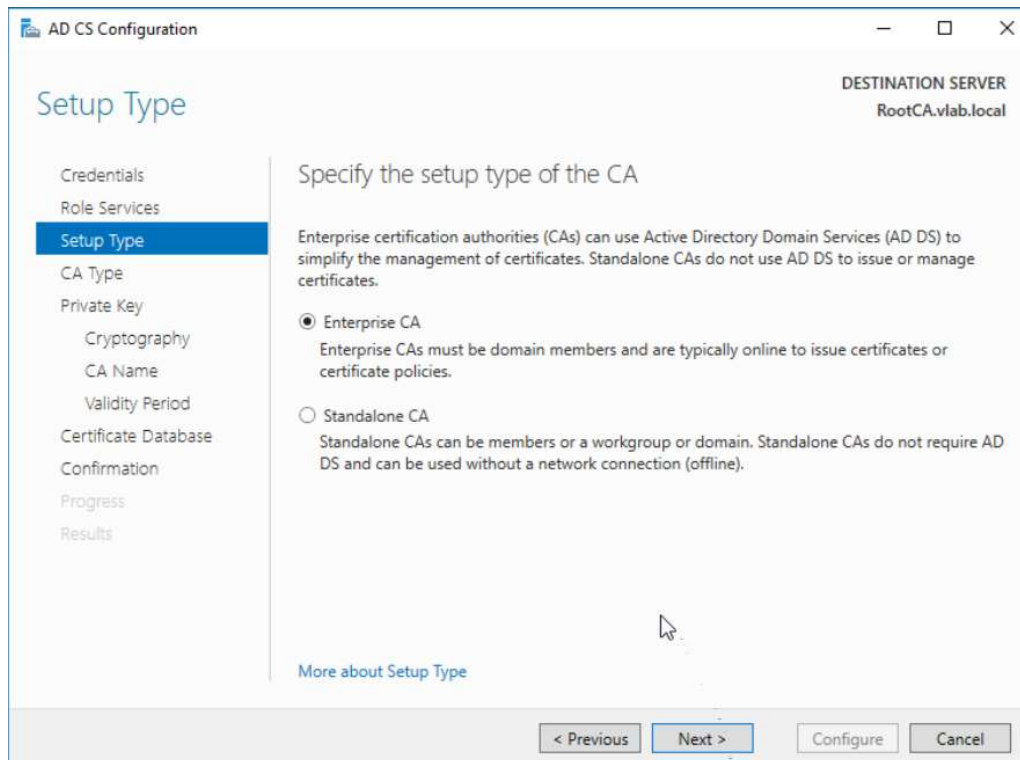 AD CS Configuration
DESTINATION SERVER
RootCA.vlab.local
Setup Type
Credentials
Role Services
Setup Type
CA Type
Private Key
Cryptography
CA Name
Validity Period
Certificate Database
Confirmation
Progress
Results
Specify the setup type of the CA
Enterprise certification authorities (CAs) can use Active Directory Domain Services (AD DS) to
simplify the management of certificates. Standalone CAs do not use AD DS to issue or manage
certificates.
Enterprise CA
Enterprise CAs must be domain members and are typically online to issue certificates or
certificate policies.
Standalone CA
Standalone CAs can be members or a workgroup or domain. Standalone CAs do not require AD
DS and can be used without a network connection (offline).
More about Setup Type
< Previous
Next >
Configure
Cancel